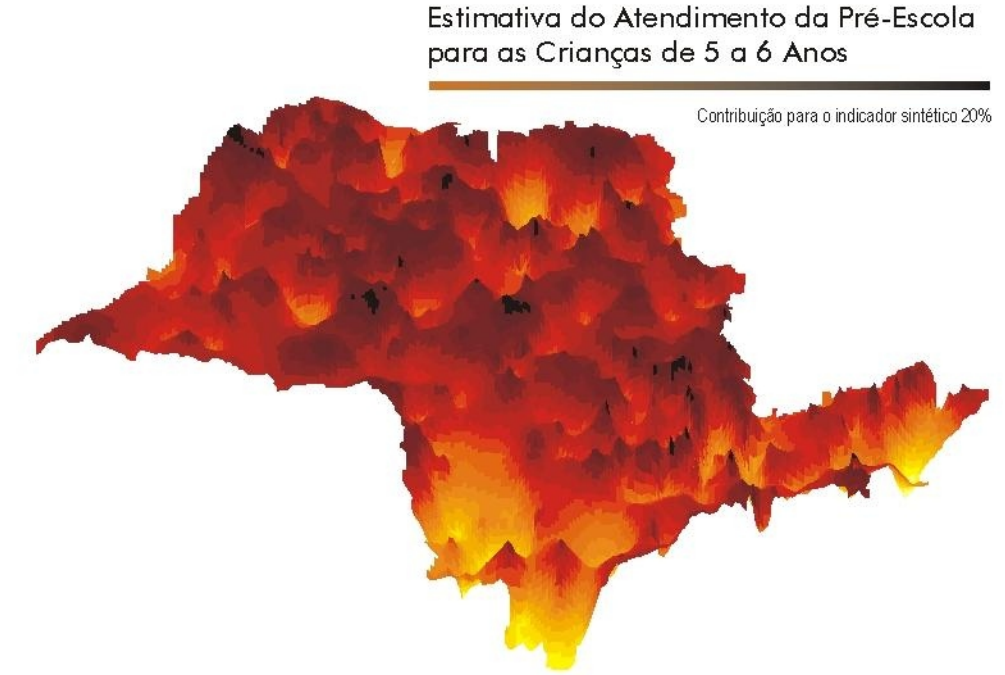 Estimativa do Atendimento da Pré-Escola
para as Crianças de 5 a 6 Anos
Contribuição para o indicador sintético 20%